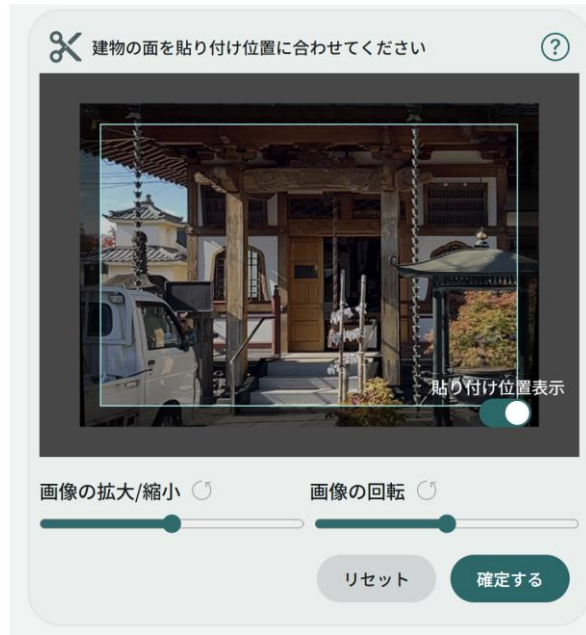 建物の面を貼り付け位置に合わせてください
?
貼り付け位置表示
画像の拡大/縮小
画像の回転
リセット
確定する